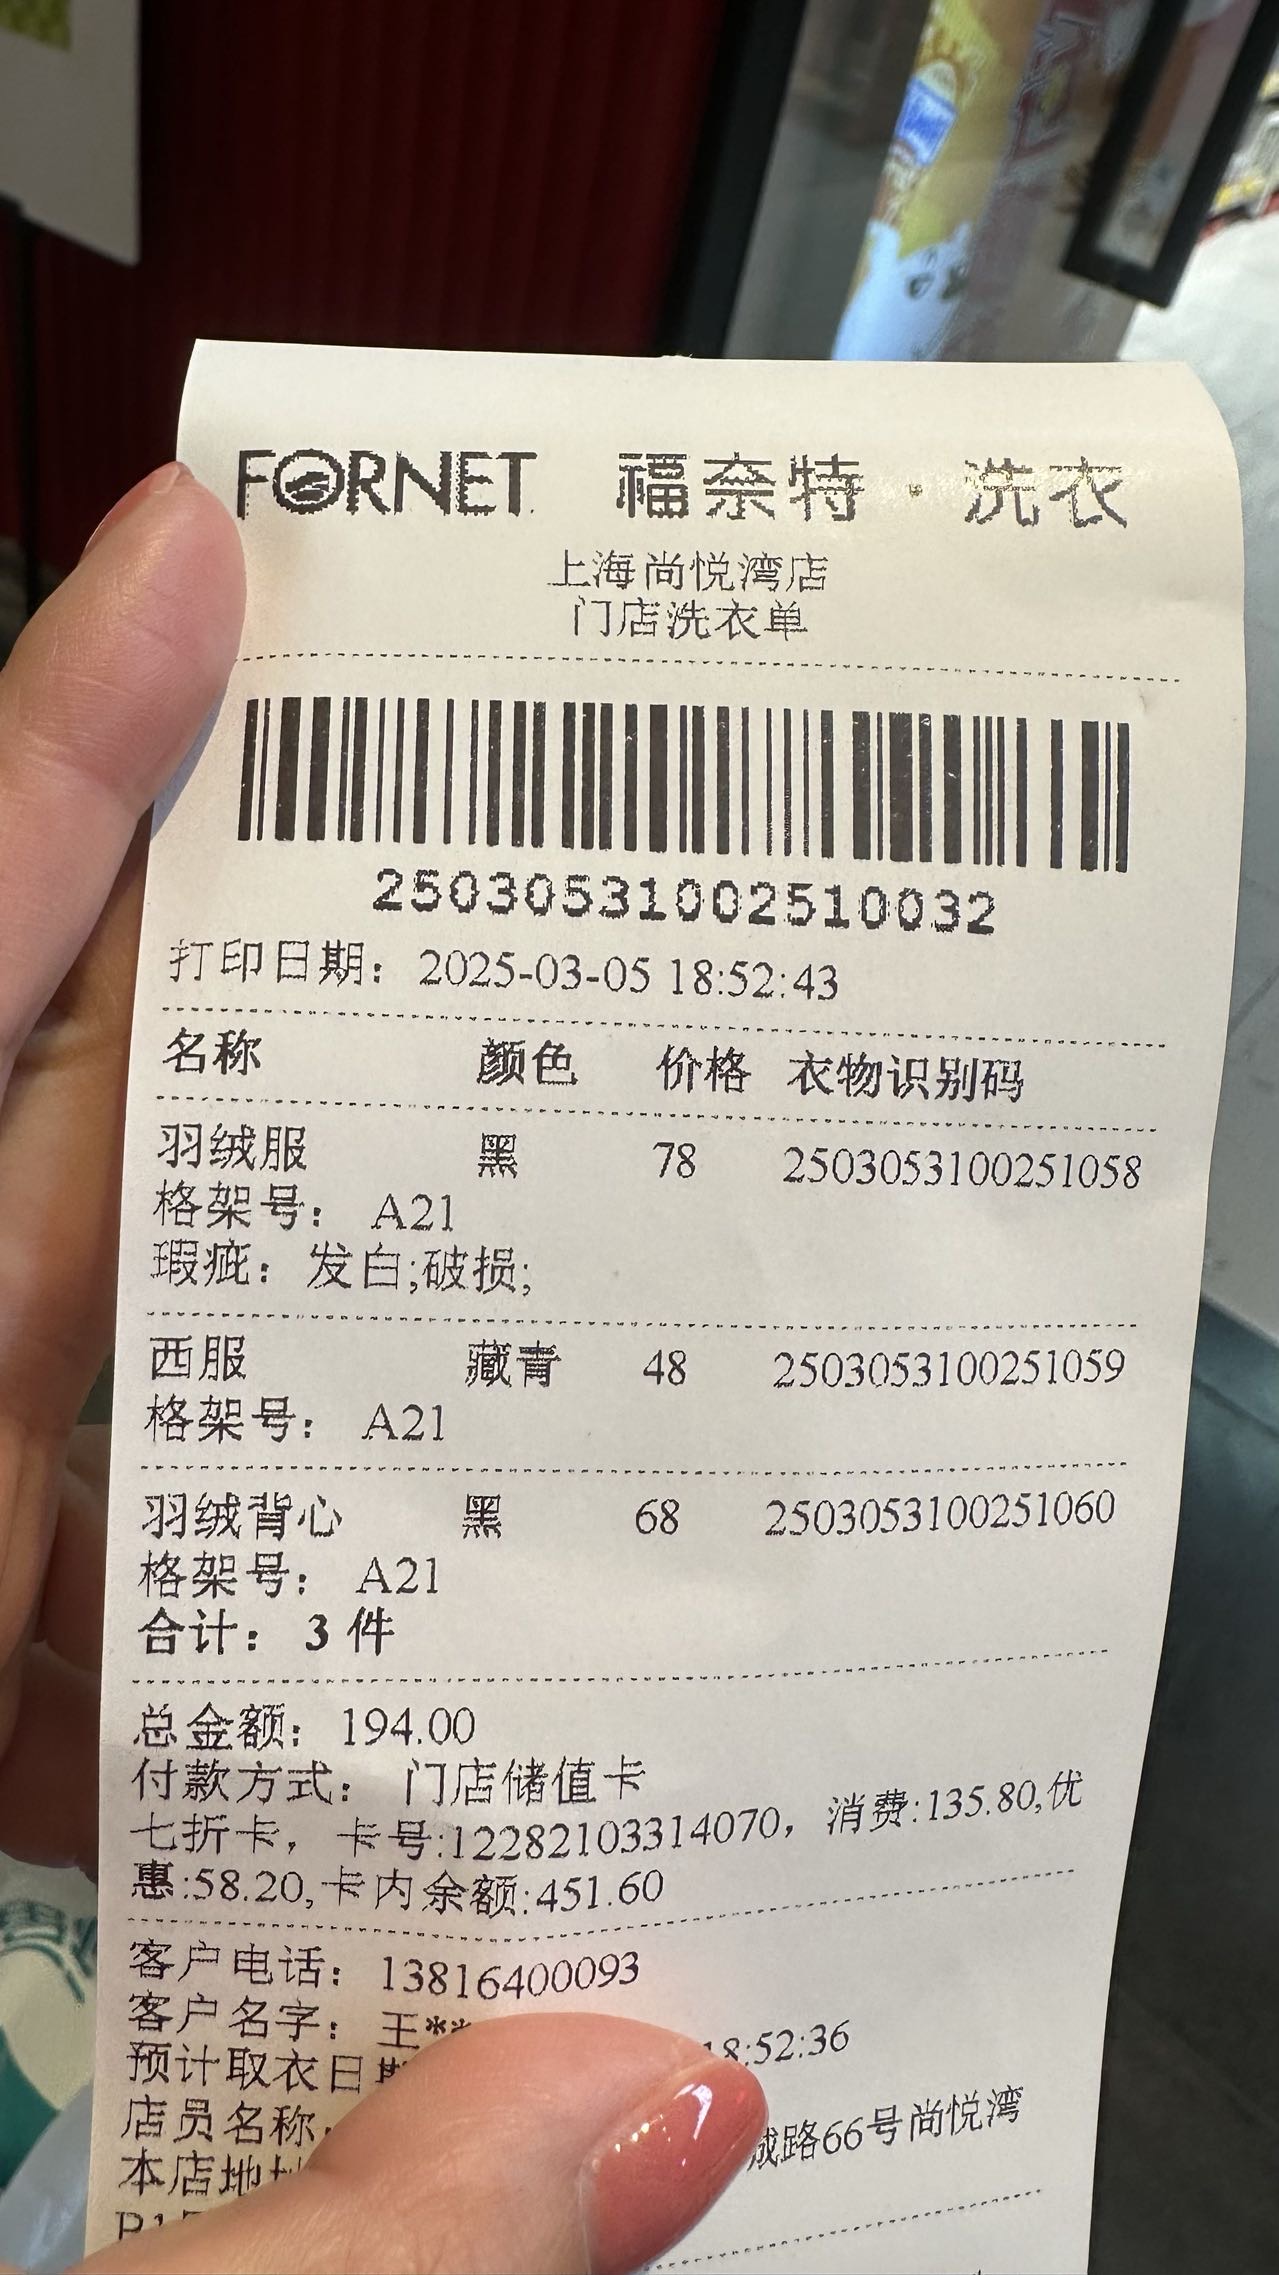 FORNET 福奈特·洗衣
上海尚悦湾店
门店洗衣单
25030531002510032
打印日期： 2025-03-05 18:52:43
名称 颜色 价格 衣物识别码
羽绒服 黑 78 2503053100251058
格架号： A21
瑕疵： 发白;破损;
西服 藏青 48 2503053100251059
格架号： A21
羽绒背心 黑 68 2503053100251060
格架号： A21
合计： 3 件
总金额： 194.00
付款方式： 门店储值卡
七折卡， 卡号:12282103314070，消费:135.80,优
惠:58.20,卡内余额:451.60
客户电话： 13816400093
客户名字： 王**
预计取衣日期 18:52:36
店员名称
本店地址 城路66号尚悦湾